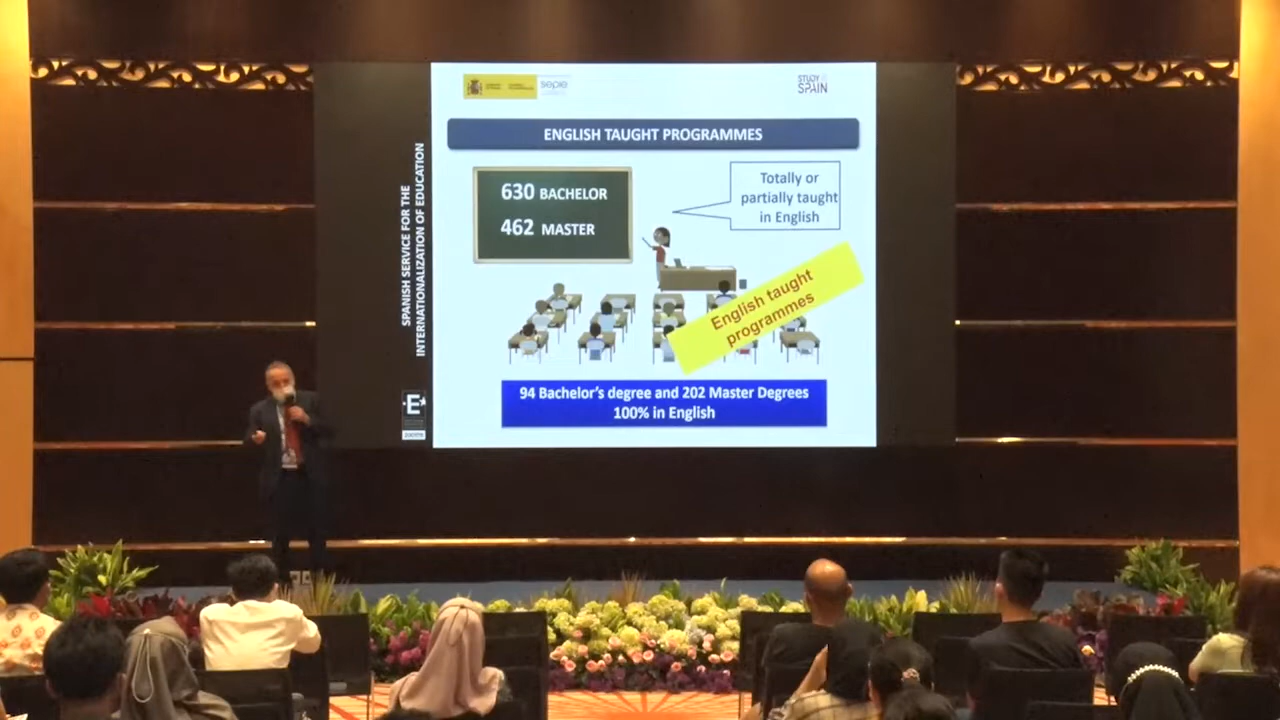 sepie
STUDY IN
SPAIN
ENGLISH TAUGHT PROGRAMMES
630 BACHELOR
462 MASTER
Totally or
partially taught
in English
English taught
programmes
94 Bachelor's degree and 202 Master Degrees
100% in English
SPANISH SERVICE FOR THE
INTERNATIONALIZATION OF EDUCATION
E